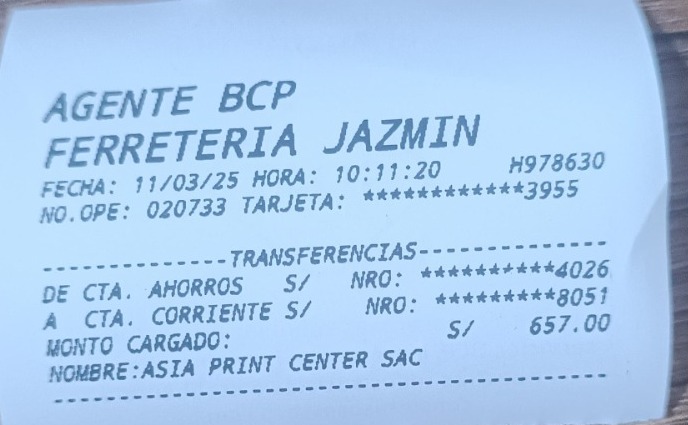 AGENTE BCP
FERRETERIA JAZMIN
FECHA: 11/03/25 HORA: 10:11:20 H978630
NO.OPE: 020733 TARJETA: ************3955
-------------TRANSFERENCIAS-------------
DE CTA. AHORROS S/ NRO: **********4026
A CTA. CORRIENTE S/ NRO: *********8051
MONTO CARGADO: S/ 657.00
NOMBRE:ASIA PRINT CENTER SAC
----------------------------------------